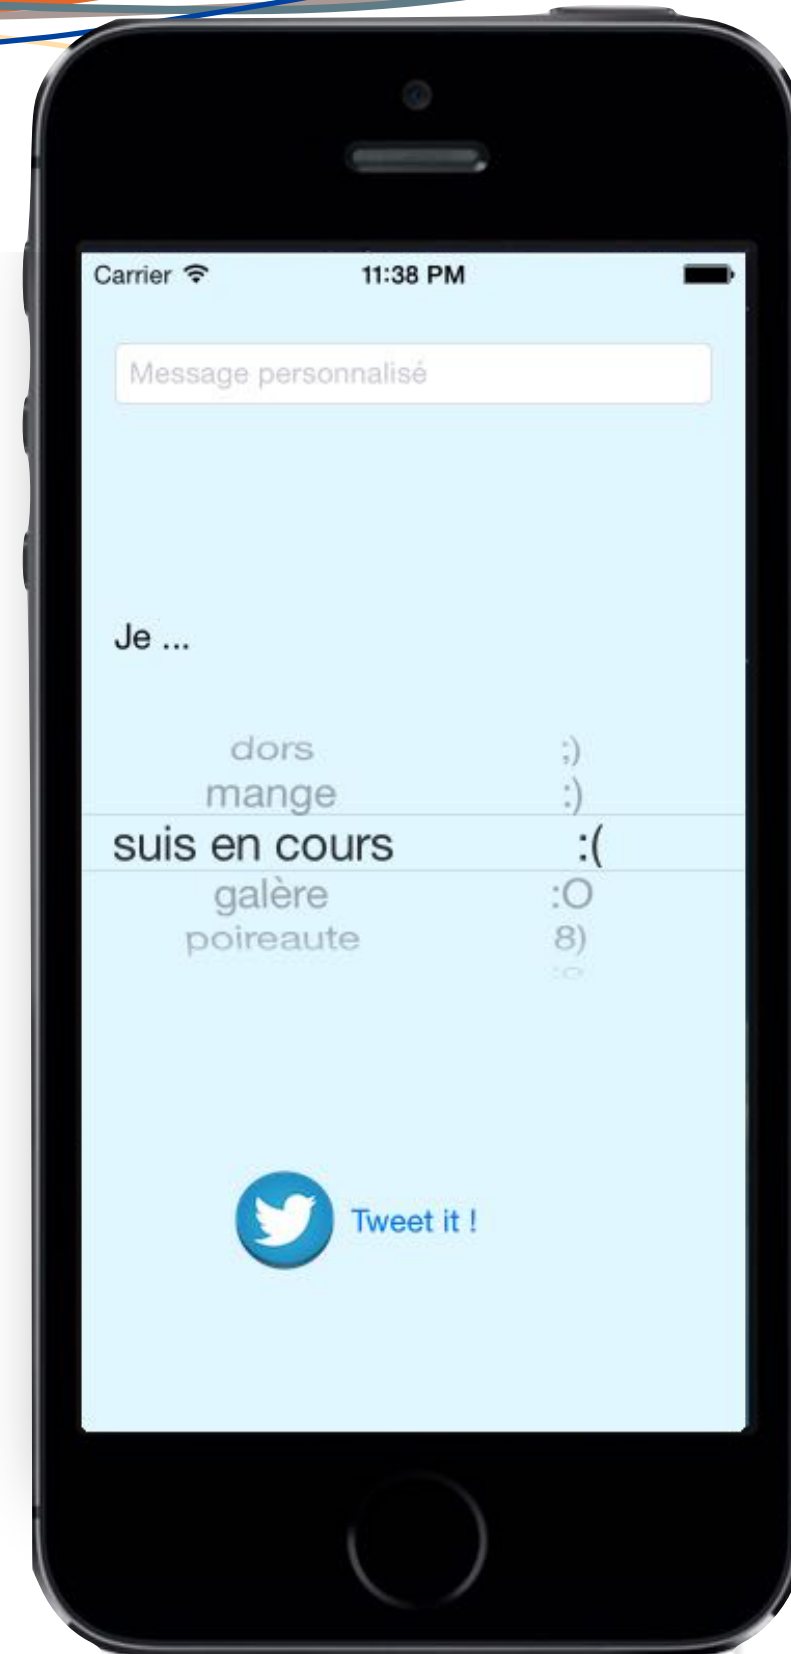 Carrier 11:38 PM
Message personnalisé
Je ...
dors ;)
mange :)
suis en cours :(
galère :O
poireaute 8)
Tweet it !